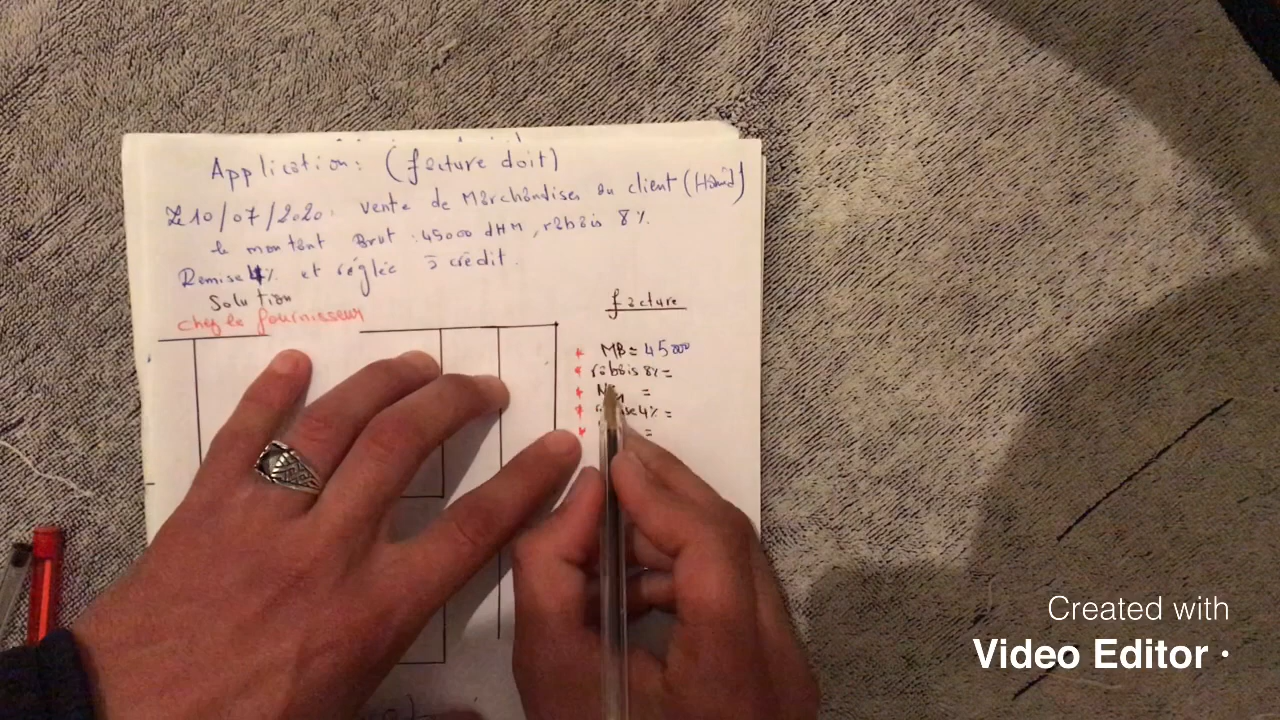 Application: (facture doit)
Le 10/07/2020: vente de Marchandises au client (Hamid)
le montant Brut : 45000 dHM, rabais 8%
Remise 4% et réglée à crédit.
Solution
chez le fournisseur
facture
* MB = 45000
* rabais 8% =
* N =
* 4% =
* =
Created with
Video Editor